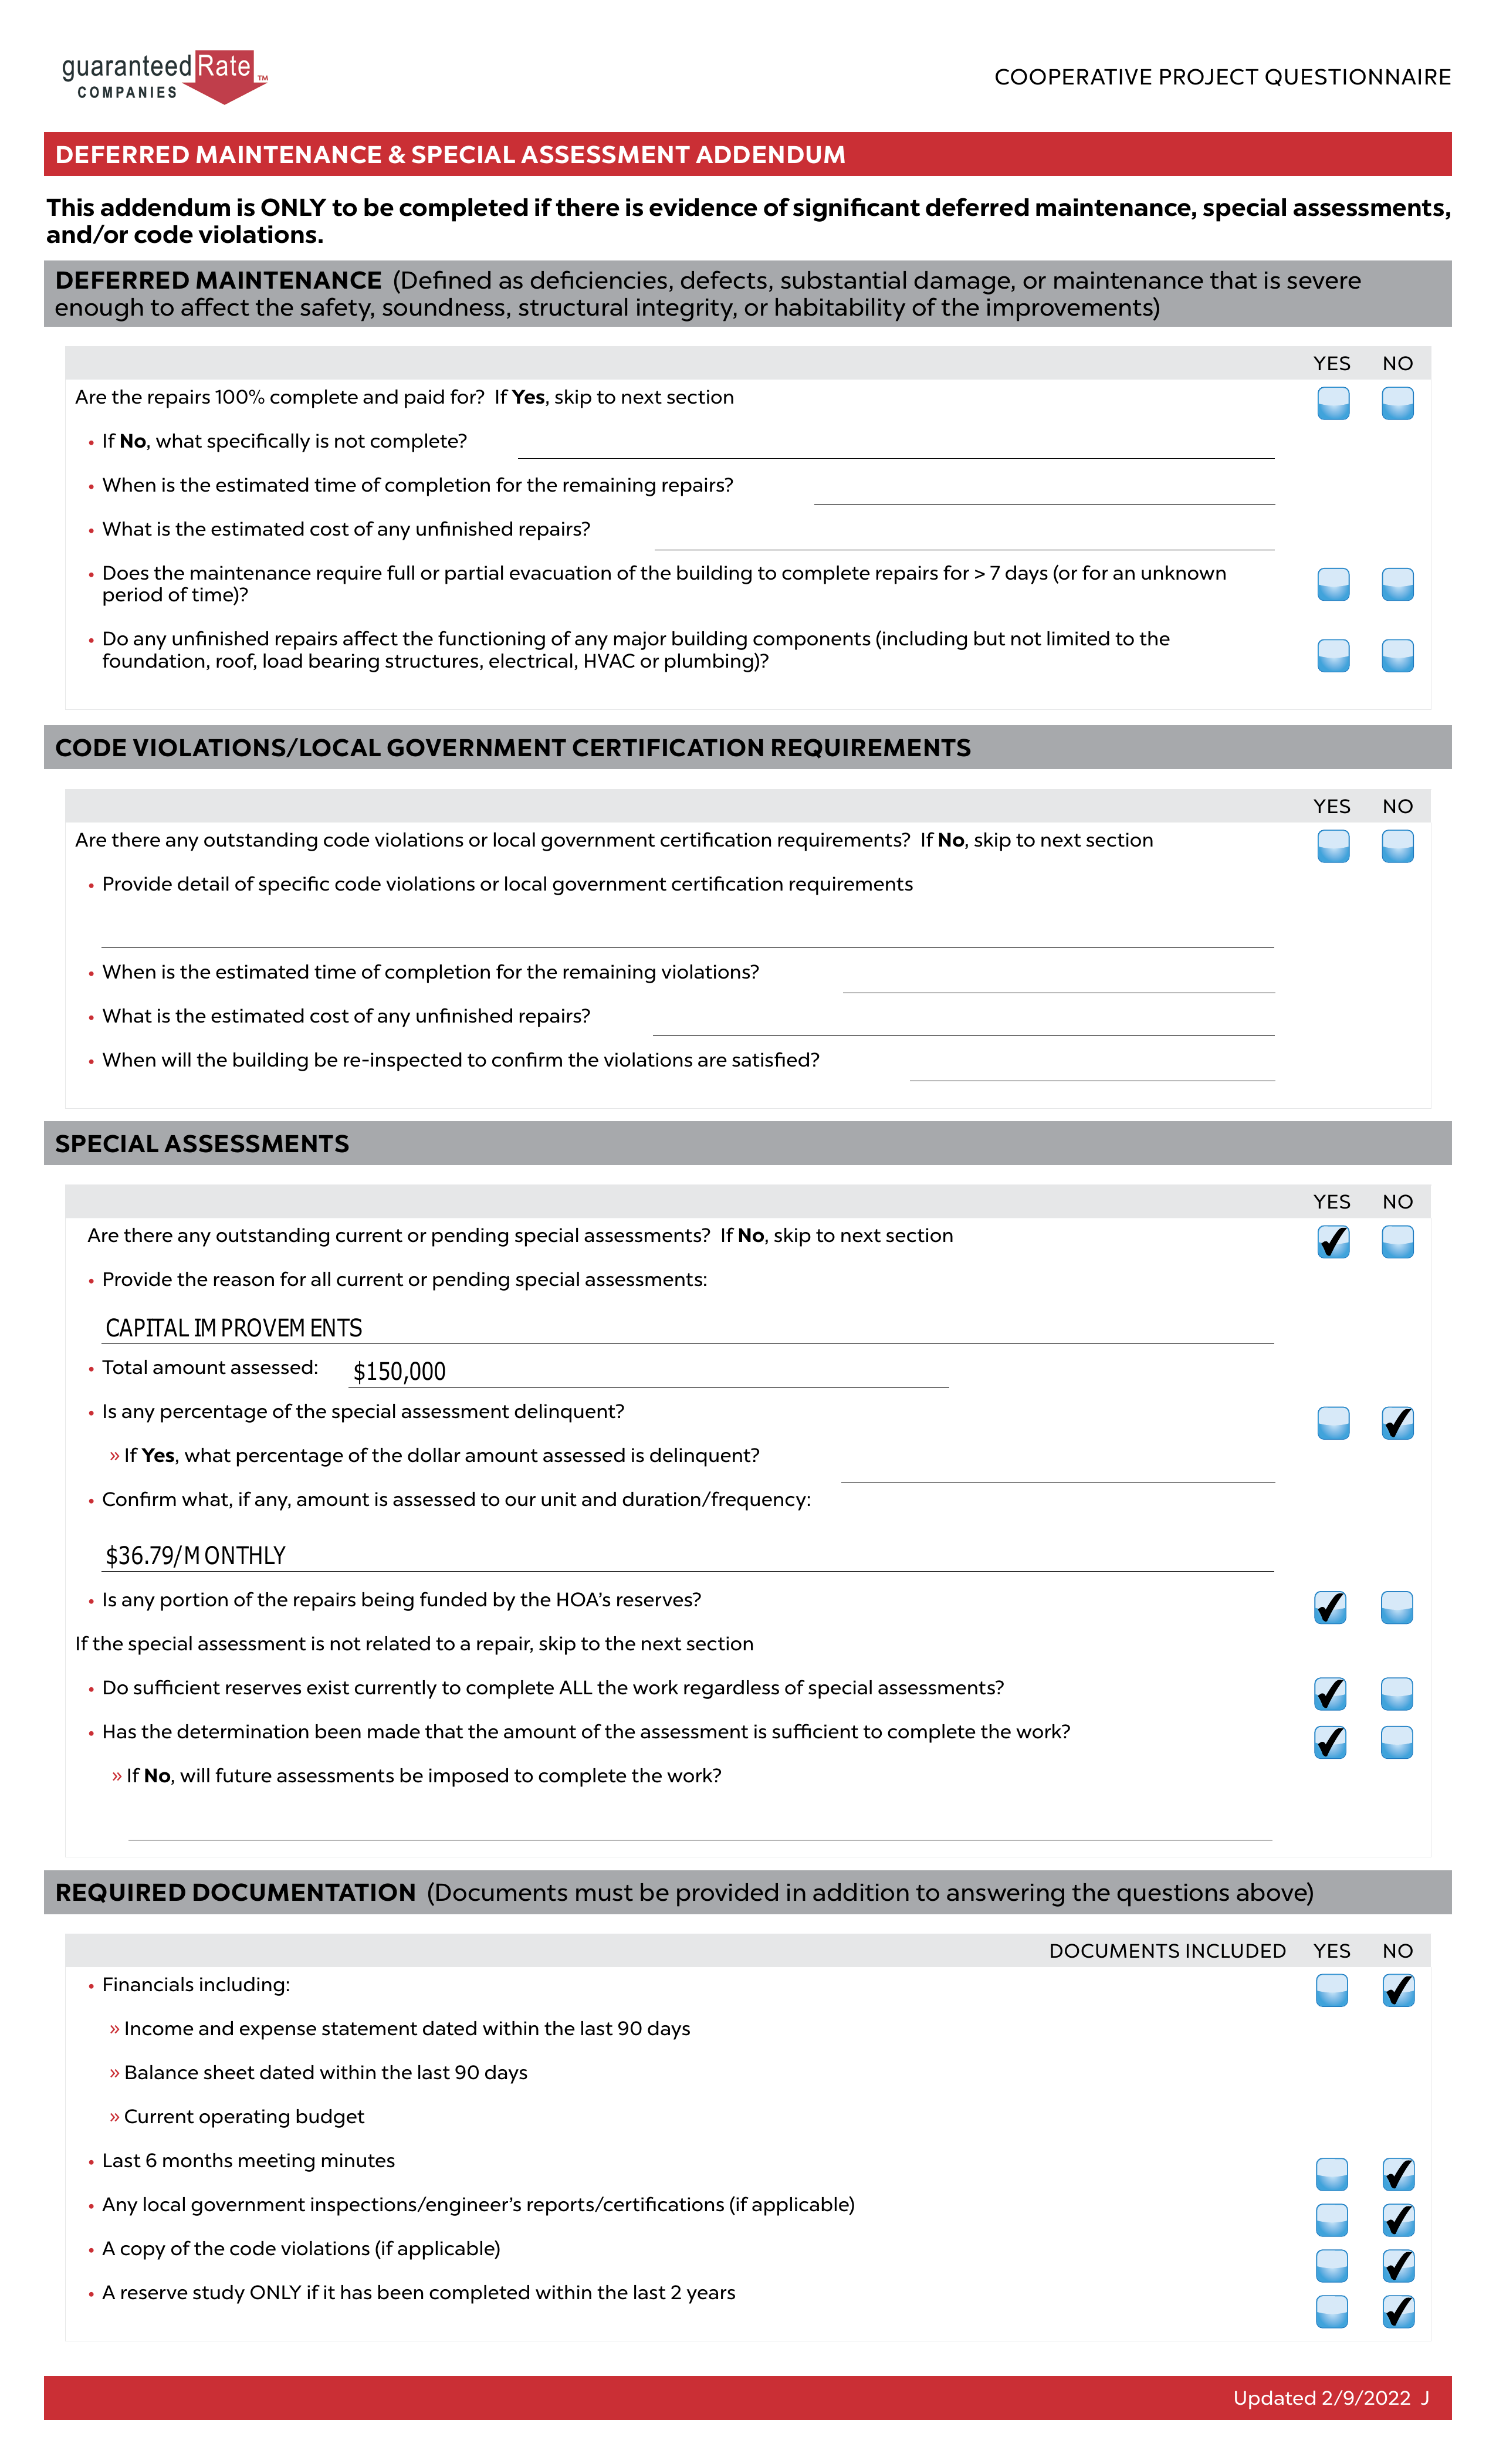 guaranteed Rate ™
COMPANIES
COOPERATIVE PROJECT QUESTIONNAIRE
DEFERRED MAINTENANCE & SPECIAL ASSESSMENT ADDENDUM
This addendum is ONLY to be completed if there is evidence of significant deferred maintenance, special assessments,
and/or code violations.
DEFERRED MAINTENANCE (Defined as deficiencies, defects, substantial damage, or maintenance that is severe
enough to affect the safety, soundness, structural integrity, or habitability of the improvements)
YES NO
Are the repairs 100% complete and paid for? If Yes, skip to next section
• If No, what specifically is not complete?
• When is the estimated time of completion for the remaining repairs?
• What is the estimated cost of any unfinished repairs?
• Does the maintenance require full or partial evacuation of the building to complete repairs for > 7 days (or for an unknown
period of time)?
• Do any unfinished repairs affect the functioning of any major building components (including but not limited to the
foundation, roof, load bearing structures, electrical, HVAC or plumbing)?
CODE VIOLATIONS/LOCAL GOVERNMENT CERTIFICATION REQUIREMENTS
YES NO
Are there any outstanding code violations or local government certification requirements? If No, skip to next section
• Provide detail of specific code violations or local government certification requirements
• When is the estimated time of completion for the remaining violations?
• What is the estimated cost of any unfinished repairs?
• When will the building be re-inspected to confirm the violations are satisfied?
SPECIAL ASSESSMENTS
YES NO
Are there any outstanding current or pending special assessments? If No, skip to next section
• Provide the reason for all current or pending special assessments:
CAPITAL IMPROVEMENTS
• Total amount assessed: $150,000
• Is any percentage of the special assessment delinquent?
» If Yes, what percentage of the dollar amount assessed is delinquent?
• Confirm what, if any, amount is assessed to our unit and duration/frequency:
$36.79/MONTHLY
• Is any portion of the repairs being funded by the HOA's reserves?
If the special assessment is not related to a repair, skip to the next section
• Do sufficient reserves exist currently to complete ALL the work regardless of special assessments?
• Has the determination been made that the amount of the assessment is sufficient to complete the work?
» If No, will future assessments be imposed to complete the work?
REQUIRED DOCUMENTATION (Documents must be provided in addition to answering the questions above)
DOCUMENTS INCLUDED YES NO
• Financials including:
» Income and expense statement dated within the last 90 days
» Balance sheet dated within the last 90 days
» Current operating budget
• Last 6 months meeting minutes
• Any local government inspections/engineer's reports/certifications (if applicable)
• A copy of the code violations (if applicable)
• A reserve study ONLY if it has been completed within the last 2 years
Updated 2/9/2022 J